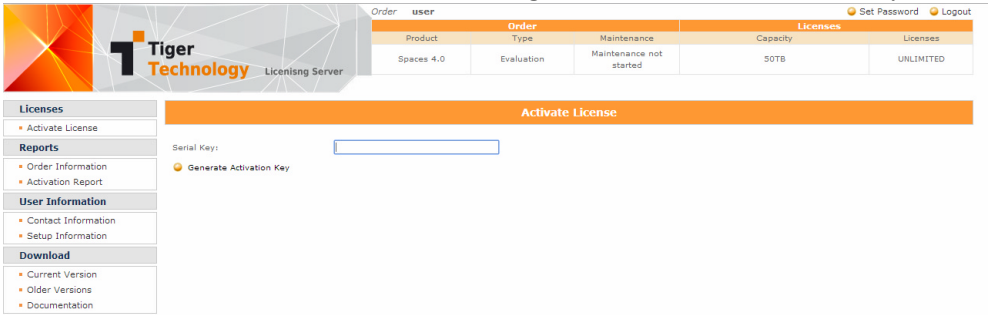 Order user
Set Password Logout
Order Licenses
Product Type Maintenance Capacity Licenses
Spaces 4.0 Evaluation Maintenance not started 50TB UNLIMITED
Tiger
Technology Licenisng Server
Licenses
Activate License
Reports
Order Information
Activation Report
User Information
Contact Information
Setup Information
Download
Current Version
Older Versions
Documentation
Activate License
Serial Key:
Generate Activation Key